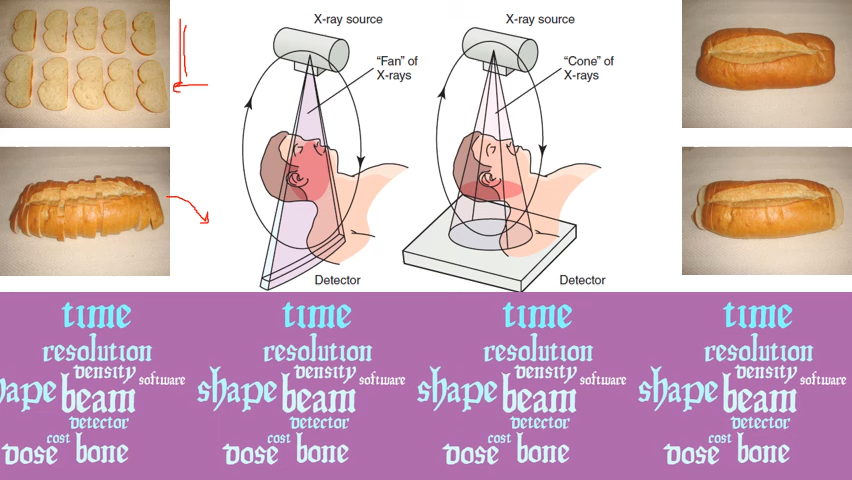 X-ray source
X-ray source
“Fan” of
X-rays
“Cone” of
X-rays
Detector
Detector
time
time
time
time
resolution
resolution
resolution
resolution
density
density
density
density
software
software
software
software
hape
shape
shape
shape
beam
beam
beam
beam
Detector
Detector
Detector
Detector
cost
cost
cost
cost
Dose
Dose
Dose
Dose
bone
bone
bone
bone